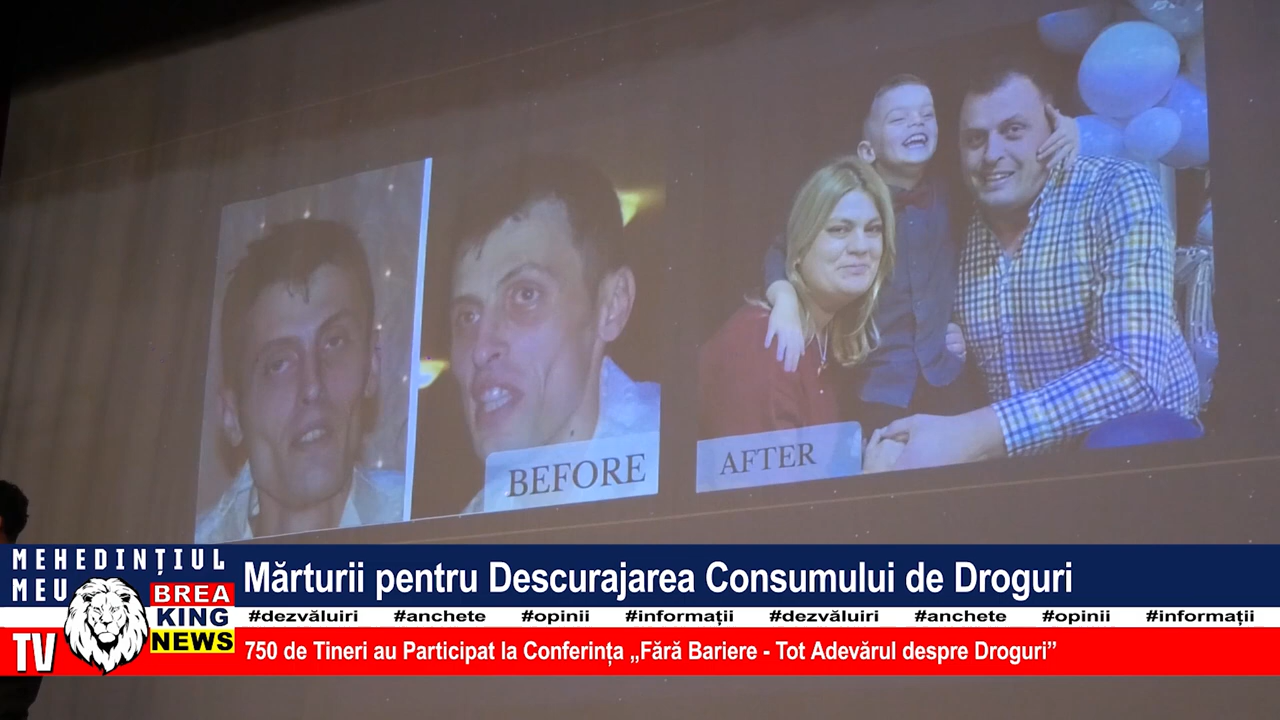 BEFORE
AFTER
MEHEDINȚIUL
MEU
TV
BREA
KING
NEWS
Mărturii pentru Descurajarea Consumului de Droguri
#dezvăluiri #anchete #opinii #informații #dezvăluiri #anchete #opinii #informații
750 de Tineri au Participat la Conferința „Fără Bariere - Tot Adevărul despre Droguri”